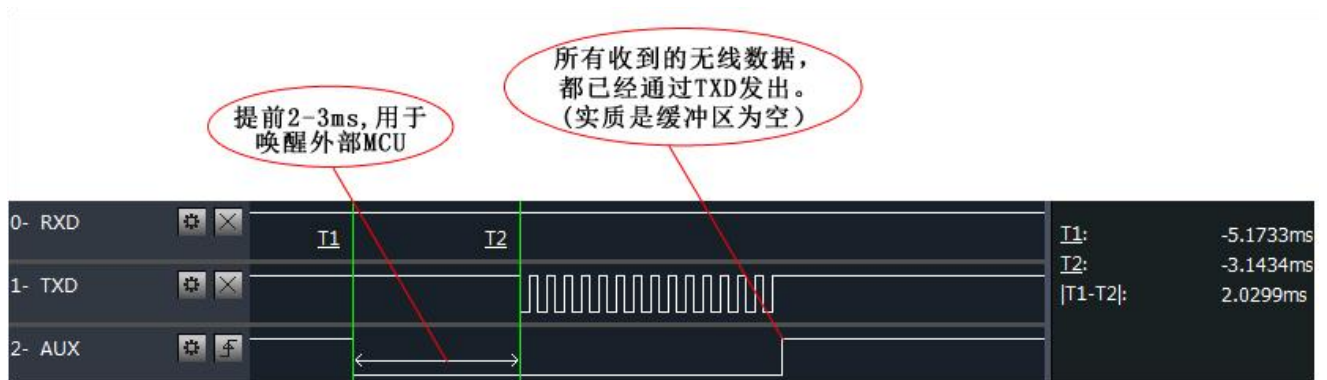 所有收到的无线数据,
都已经通过TXD发出。
(实质是缓冲区为空)
提前2-3ms,用于
唤醒外部MCU
0- RXD
T1
T2
T1:
-5.1733ms
T2:
-3.1434ms
1- TXD
|T1-T2|:
2.0299ms
2- AUX